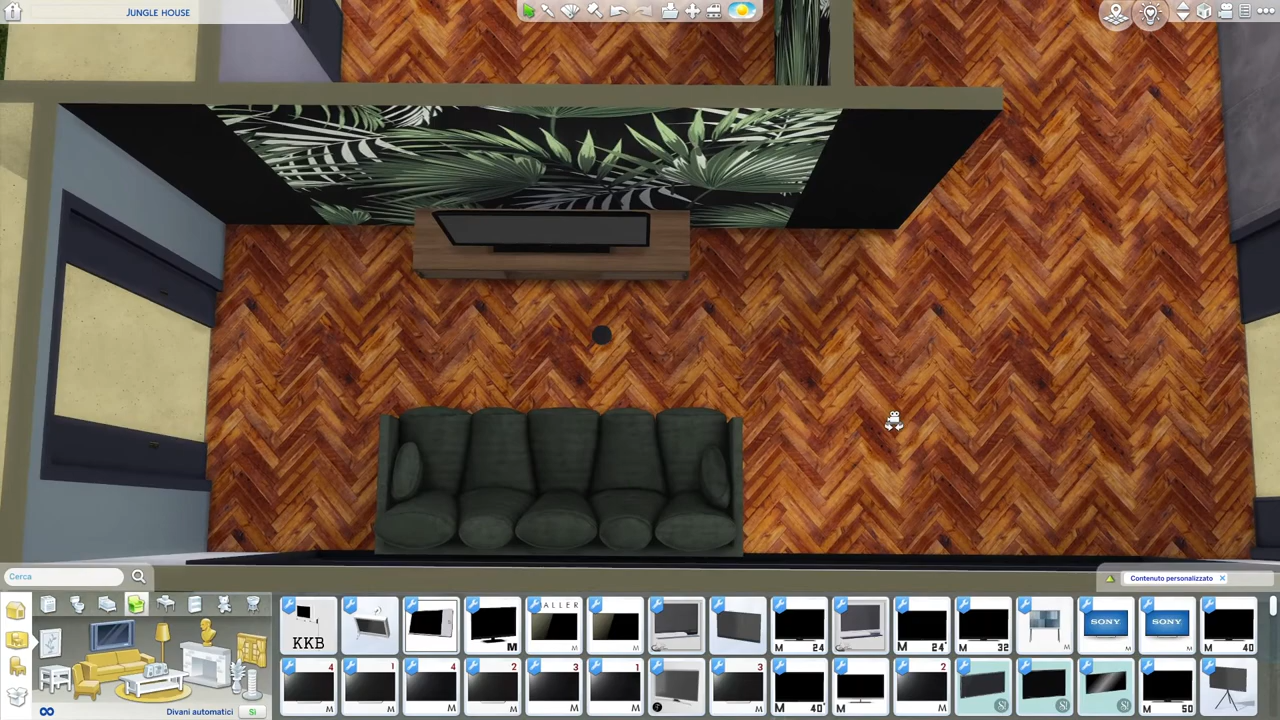 JUNGLE HOUSE
Cerca
Contenuto personalizzato
KKB
M
ALLER
M 24
M 24"
M 32
M
SONY
M
SONY
M
M 40
4 M
1 M
4 M
2 M
3 M
1 M
3 M
M 40"
M
2 M
M 50
M
Divani automatici
Sì